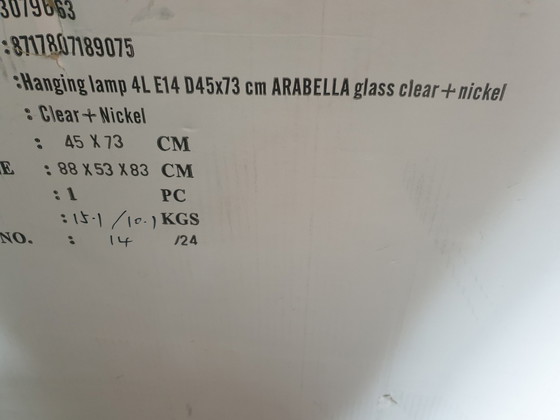 3079663
:8717807189075
:Hanging lamp 4L E14 D45x73 cm ARABELLA glass clear+nickel
: Clear+Nickel
: 45 X 73 CM
E : 88 X 53 X 83 CM
: 1 PC
: 15.1 / 10.1 KGS
NO. : 14 /24